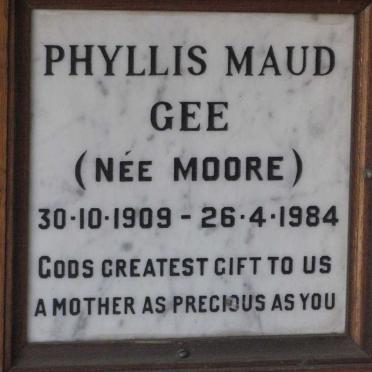 PHYLLIS MAUD
GEE
(NÉE MOORE)
30·10·1909 - 26·4·1984
GODS GREATEST GIFT TO US
A MOTHER AS PRECIOUS AS YOU